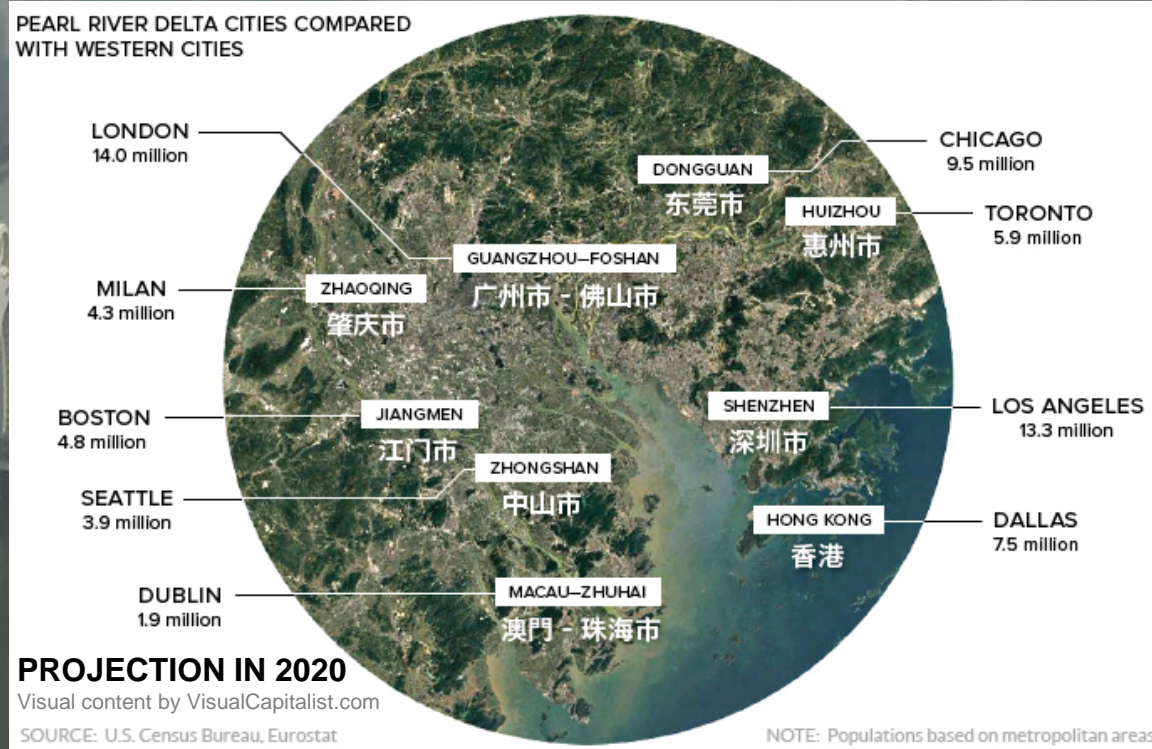 PEARL RIVER DELTA CITIES COMPARED
WITH WESTERN CITIES
LONDON
14.0 million
CHICAGO
9.5 million
DONGGUAN
东莞市
HUIZHOU
惠州市
TORONTO
5.9 million
GUANGZHOU–FOSHAN
广州市 - 佛山市
MILAN
4.3 million
ZHAOQING
肇庆市
BOSTON
4.8 million
JIANGMEN
江门市
SHENZHEN
深圳市
LOS ANGELES
13.3 million
ZHONGSHAN
中山市
SEATTLE
3.9 million
HONG KONG
香港
DALLAS
7.5 million
DUBLIN
1.9 million
MACAU–ZHUHAI
澳門 - 珠海市
PROJECTION IN 2020
Visual content by VisualCapitalist.com
SOURCE: U.S. Census Bureau, Eurostat
NOTE: Populations based on metropolitan areas